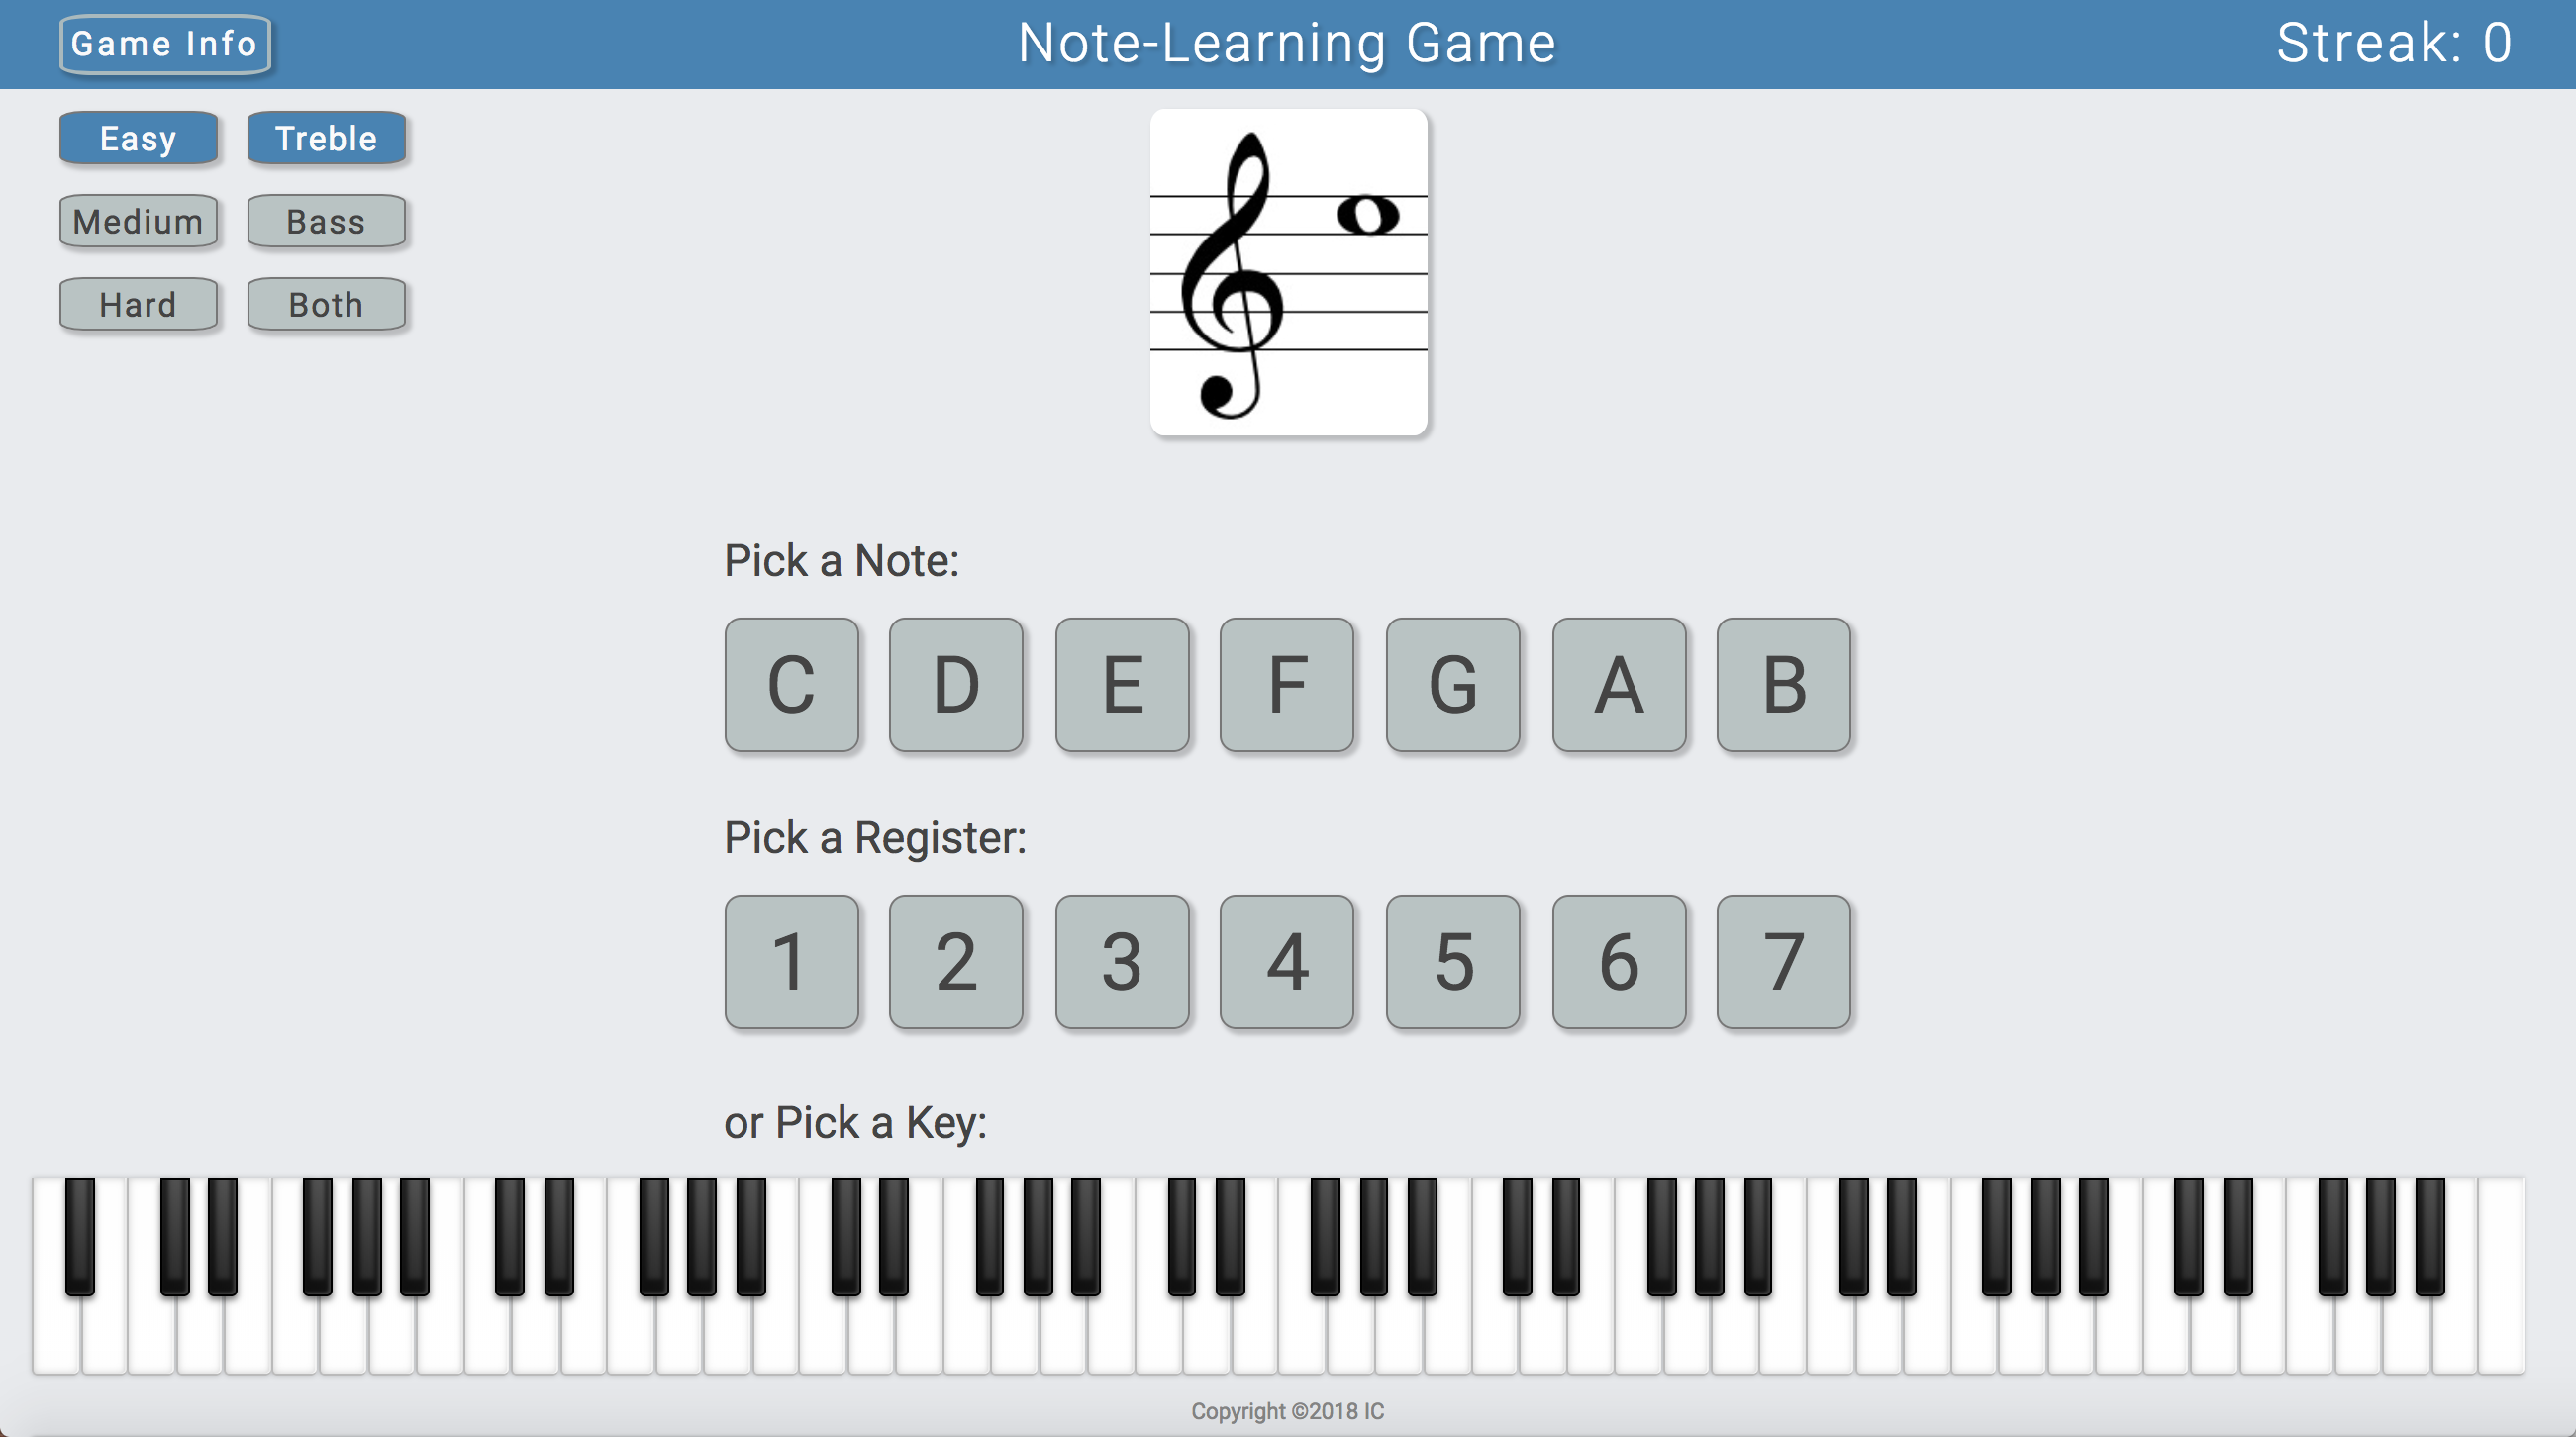 Game Info
Note-Learning Game
Streak: 0
Easy
Treble
Medium
Bass
Hard
Both
Pick a Note:
C D E F G A B
Pick a Register:
1 2 3 4 5 6 7
or Pick a Key:
Copyright ©2018 IC